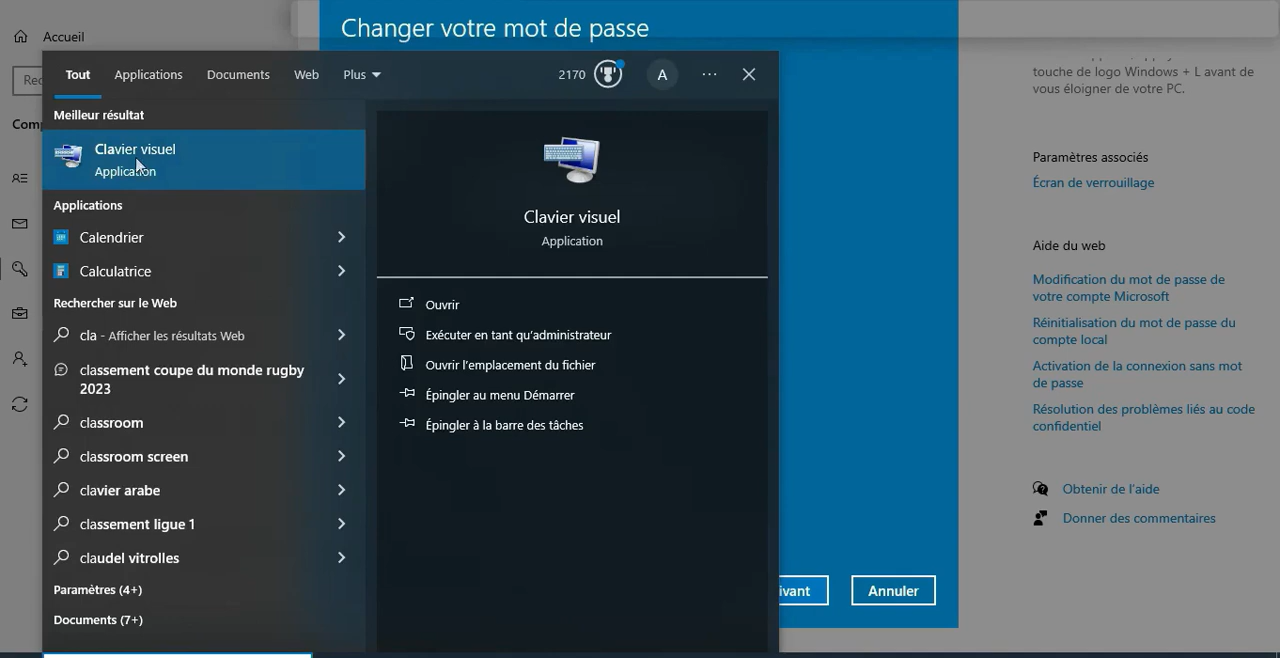 Changer votre mot de passe
Accueil
Rec
Comp
Tout
Applications
Documents
Web
Plus
2170
A
Meilleur résultat
Clavier visuel
Application
Applications
Calendrier
Calculatrice
Rechercher sur le Web
cla - Afficher les résultats Web
classement coupe du monde rugby
2023
classroom
classroom screen
clavier arabe
classement ligue 1
claudel vitrolles
Paramètres (4+)
Documents (7+)
Clavier visuel
Application
Ouvrir
Exécuter en tant qu'administrateur
Ouvrir l'emplacement du fichier
Épingler au menu Démarrer
Épingler à la barre des tâches
ivant
Annuler
touche de logo Windows + L avant de
vous éloigner de votre PC.
Paramètres associés
Écran de verrouillage
Aide du web
Modification du mot de passe de
votre compte Microsoft
Réinitialisation du mot de passe du
compte local
Activation de la connexion sans mot
de passe
Résolution des problèmes liés au code
confidentiel
Obtenir de l'aide
Donner des commentaires